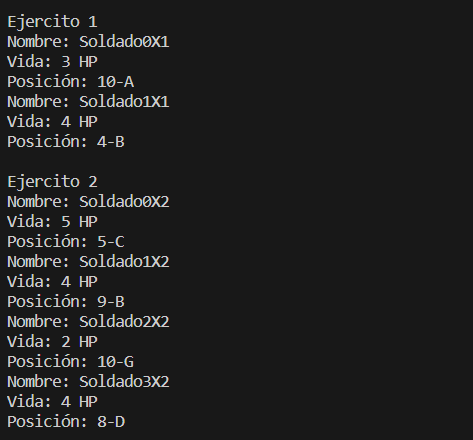 Ejercito 1
Nombre: Soldado0X1
Vida: 3 HP
Posición: 10-A
Nombre: Soldado1X1
Vida: 4 HP
Posición: 4-B

Ejercito 2
Nombre: Soldado0X2
Vida: 5 HP
Posición: 5-C
Nombre: Soldado1X2
Vida: 4 HP
Posición: 9-B
Nombre: Soldado2X2
Vida: 2 HP
Posición: 10-G
Nombre: Soldado3X2
Vida: 4 HP
Posición: 8-D